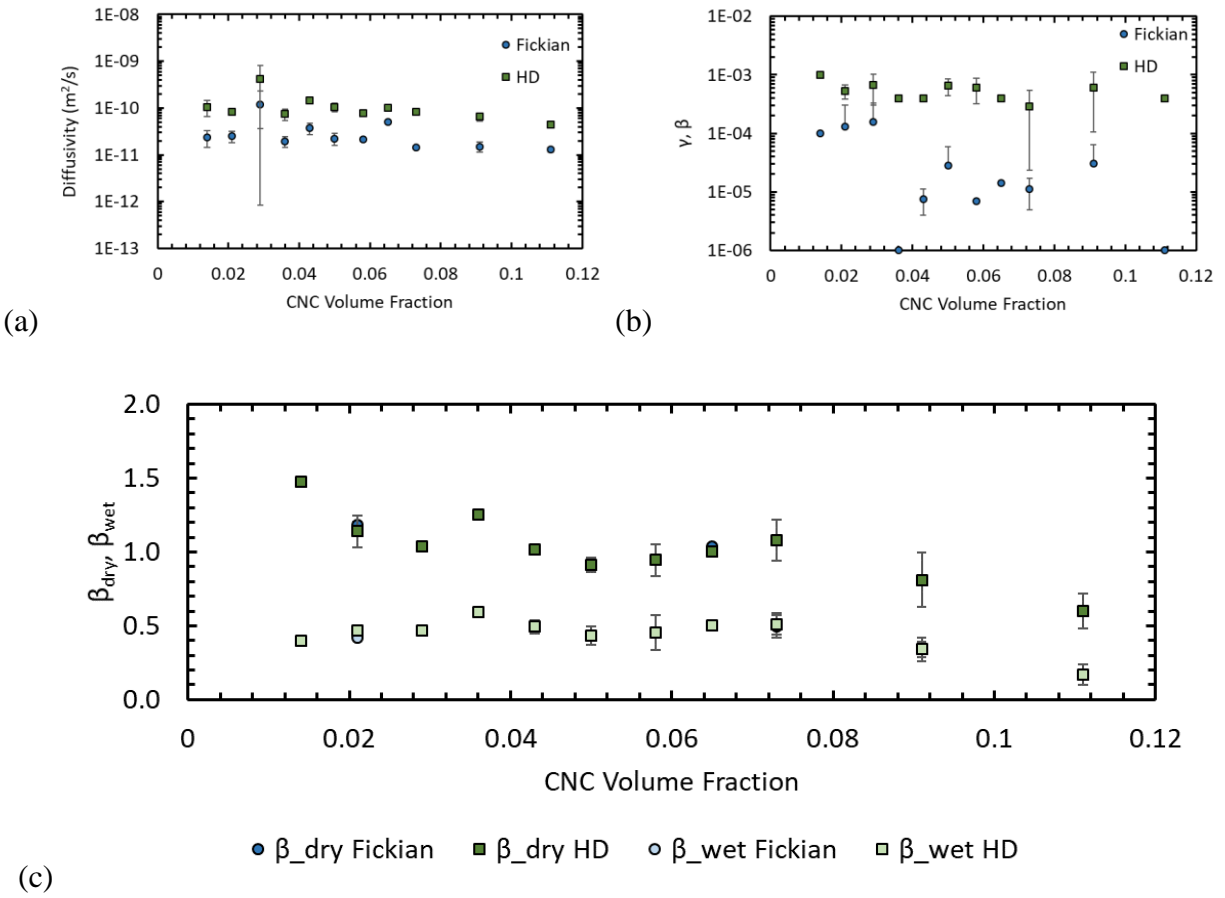 1E-08
1E-09
1E-10
1E-11
1E-12
1E-13
Diffusivity (m²/s)
Fickian
HD
0 0.02 0.04 0.06 0.08 0.1 0.12
CNC Volume Fraction
(a)
1E-02
1E-03
1E-04
1E-05
1E-06
γ, β
Fickian
HD
0 0.02 0.04 0.06 0.08 0.1 0.12
CNC Volume Fraction
(b)
2.0
1.5
1.0
0.5
0.0
βdry, βwet
0 0.02 0.04 0.06 0.08 0.1 0.12
CNC Volume Fraction
β_dry Fickian β_dry HD β_wet Fickian β_wet HD
(c)